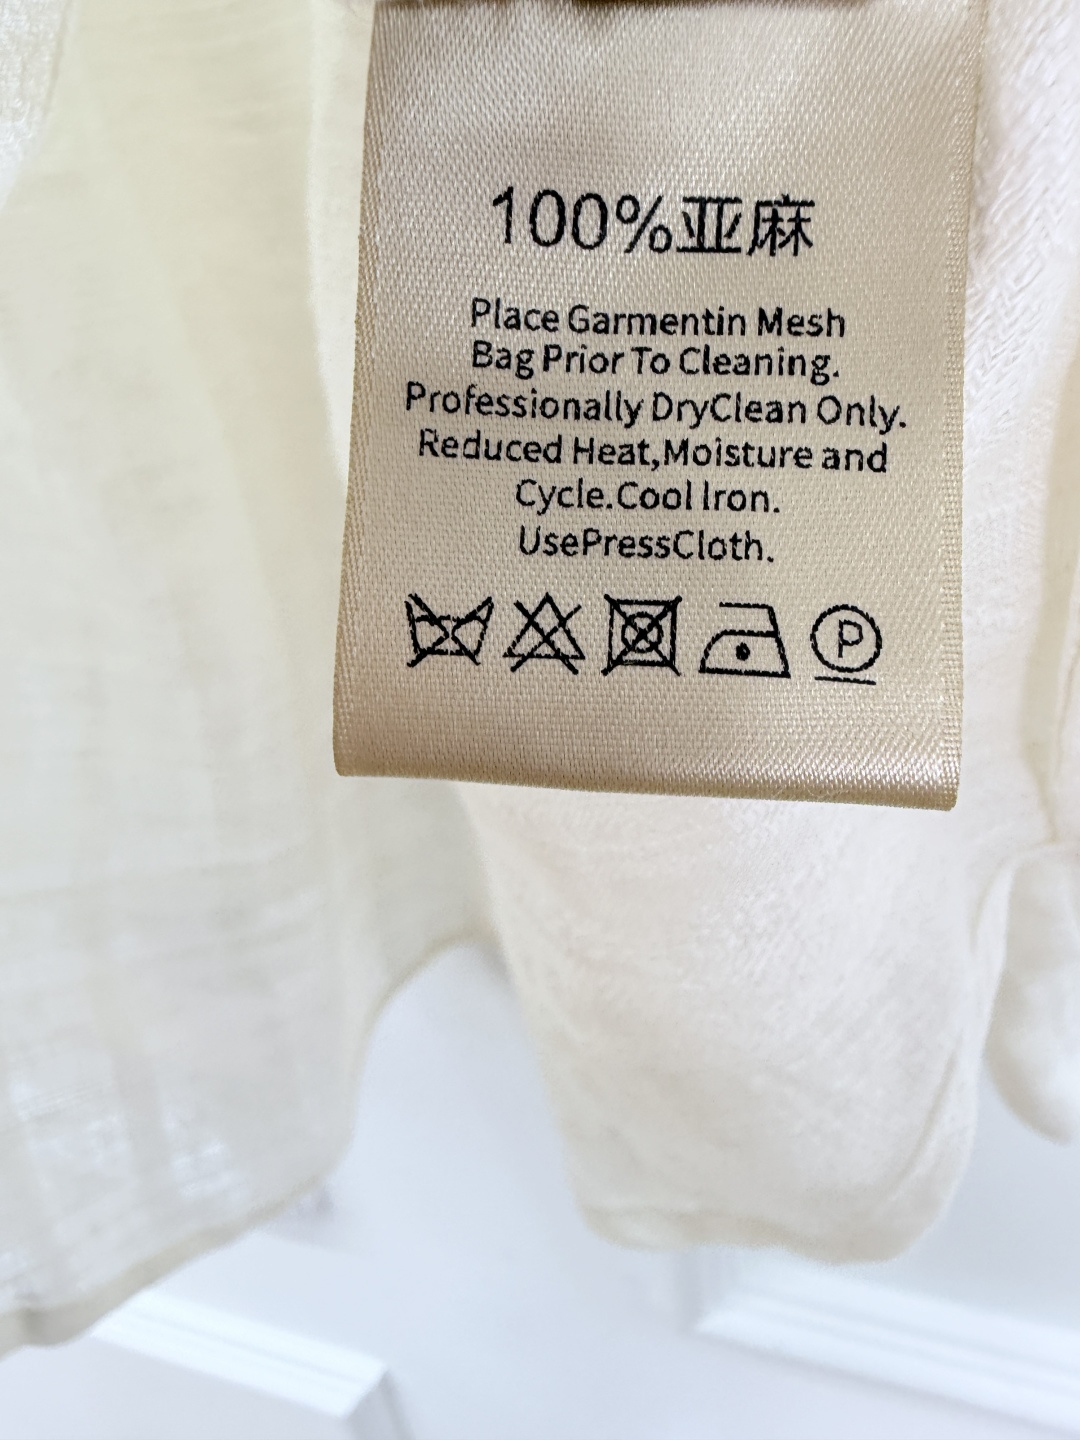 100%亚麻
Place Garmentin Mesh
Bag Prior To Cleaning.
Professionally DryClean Only.
Reduced Heat,Moisture and
Cycle.Cool Iron.
UsePressCloth.
P